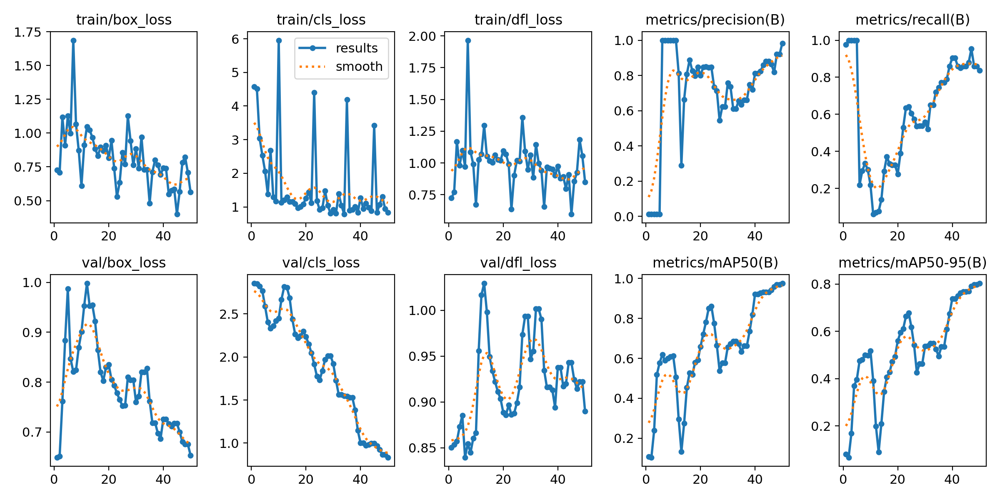 train/box_loss
1.75
1.50
1.25
1.00
0.75
0.50
0 20 40
train/cls_loss
6
5
4
3
2
1
0 20 40
results
smooth
train/dfl_loss
2.00
1.75
1.50
1.25
1.00
0.75
0 20 40
metrics/precision(B)
1.0
0.8
0.6
0.4
0.2
0.0
0 20 40
metrics/recall(B)
1.0
0.8
0.6
0.4
0.2
0 20 40
val/box_loss
1.0
0.9
0.8
0.7
0 20 40
val/cls_loss
2.5
2.0
1.5
1.0
0 20 40
val/dfl_loss
1.00
0.95
0.90
0.85
0 20 40
metrics/mAP50(B)
1.0
0.8
0.6
0.4
0.2
0 20 40
metrics/mAP50-95(B)
0.8
0.6
0.4
0.2
0 20 40